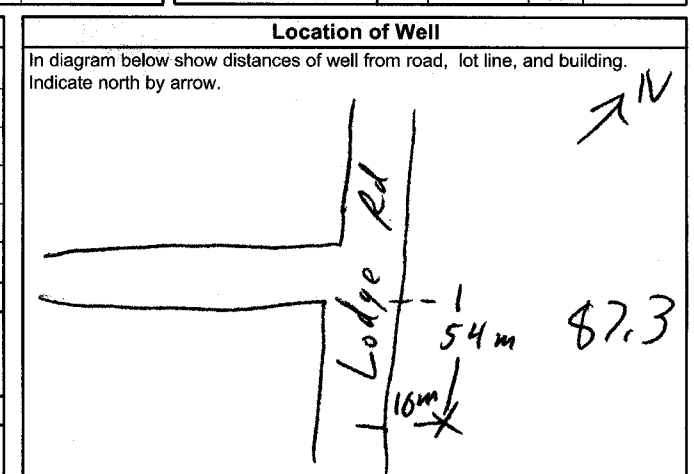 Location of Well
In diagram below show distances of well from road, lot line, and building.
Indicate north by arrow.
N
Lodge Rd
54 m
87.3
16m